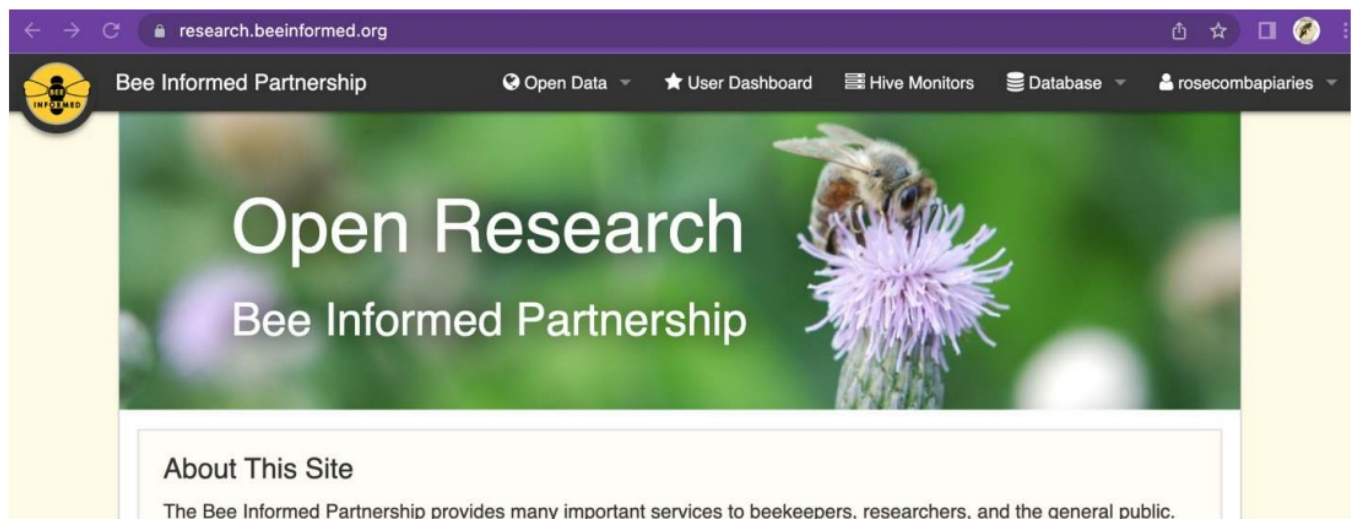 research.beeinformed.org
BEE
INFORMED
Bee Informed Partnership
Open Data
User Dashboard
Hive Monitors
Database
rosecombapiaries
Open Research
Bee Informed Partnership
About This Site
The Bee Informed Partnership provides many important services to beekeepers, researchers, and the general public.